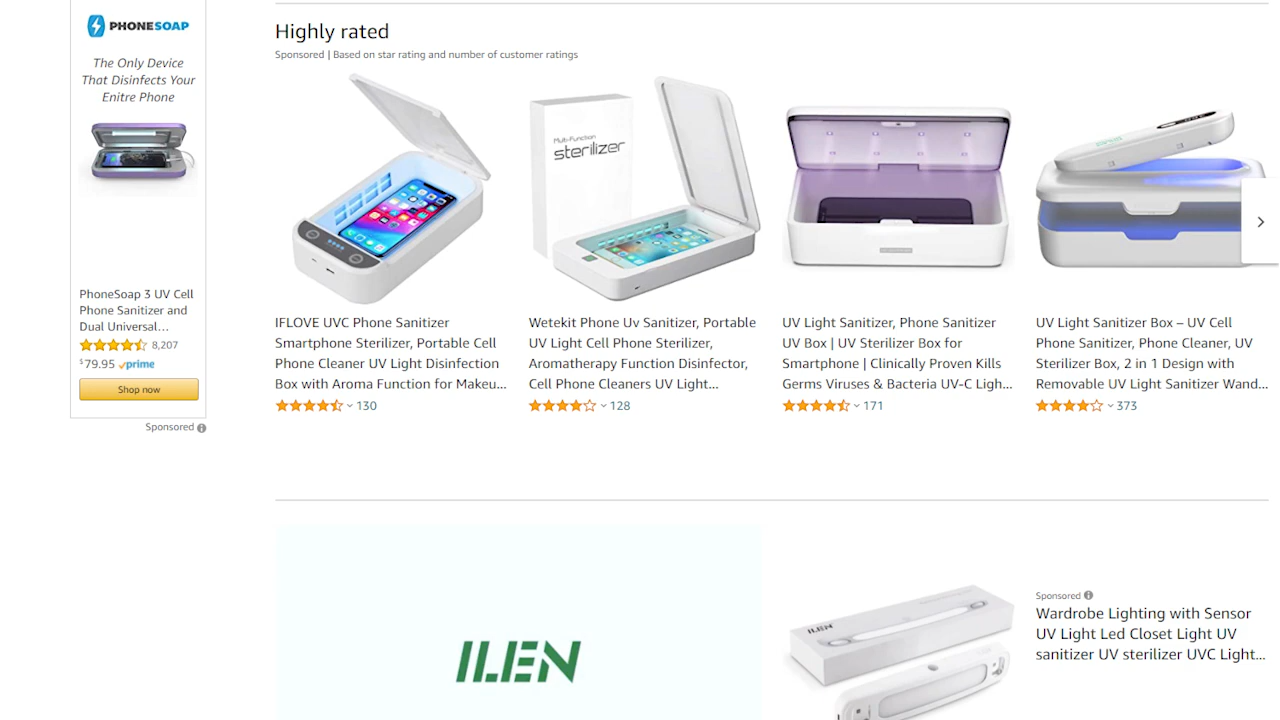 PHONESOAP
The Only Device
That Disinfects Your
Enitre Phone
PhoneSoap 3 UV Cell
Phone Sanitizer and
Dual Universal...
8,207
$79.95 prime
Shop now
Sponsored
Highly rated
Sponsored | Based on star rating and number of customer ratings
Multi-Function
sterilizer
IFLOVE UVC Phone Sanitizer
Smartphone Sterilizer, Portable Cell
Phone Cleaner UV Light Disinfection
Box with Aroma Function for Makeu...
130
Wetekit Phone Uv Sanitizer, Portable
UV Light Cell Phone Sterilizer,
Aromatherapy Function Disinfector,
Cell Phone Cleaners UV Light...
128
UV Light Sanitizer, Phone Sanitizer
UV Box | UV Sterilizer Box for
Smartphone | Clinically Proven Kills
Germs Viruses & Bacteria UV-C Ligh...
171
UV Light Sanitizer Box – UV Cell
Phone Sanitizer, Phone Cleaner, UV
Sterilizer Box, 2 in 1 Design with
Removable UV Light Sanitizer Wand...
373
ILEN
ILEN
Sponsored
Wardrobe Lighting with Sensor
UV Light Led Closet Light UV
sanitizer UV sterilizer UVC Light...